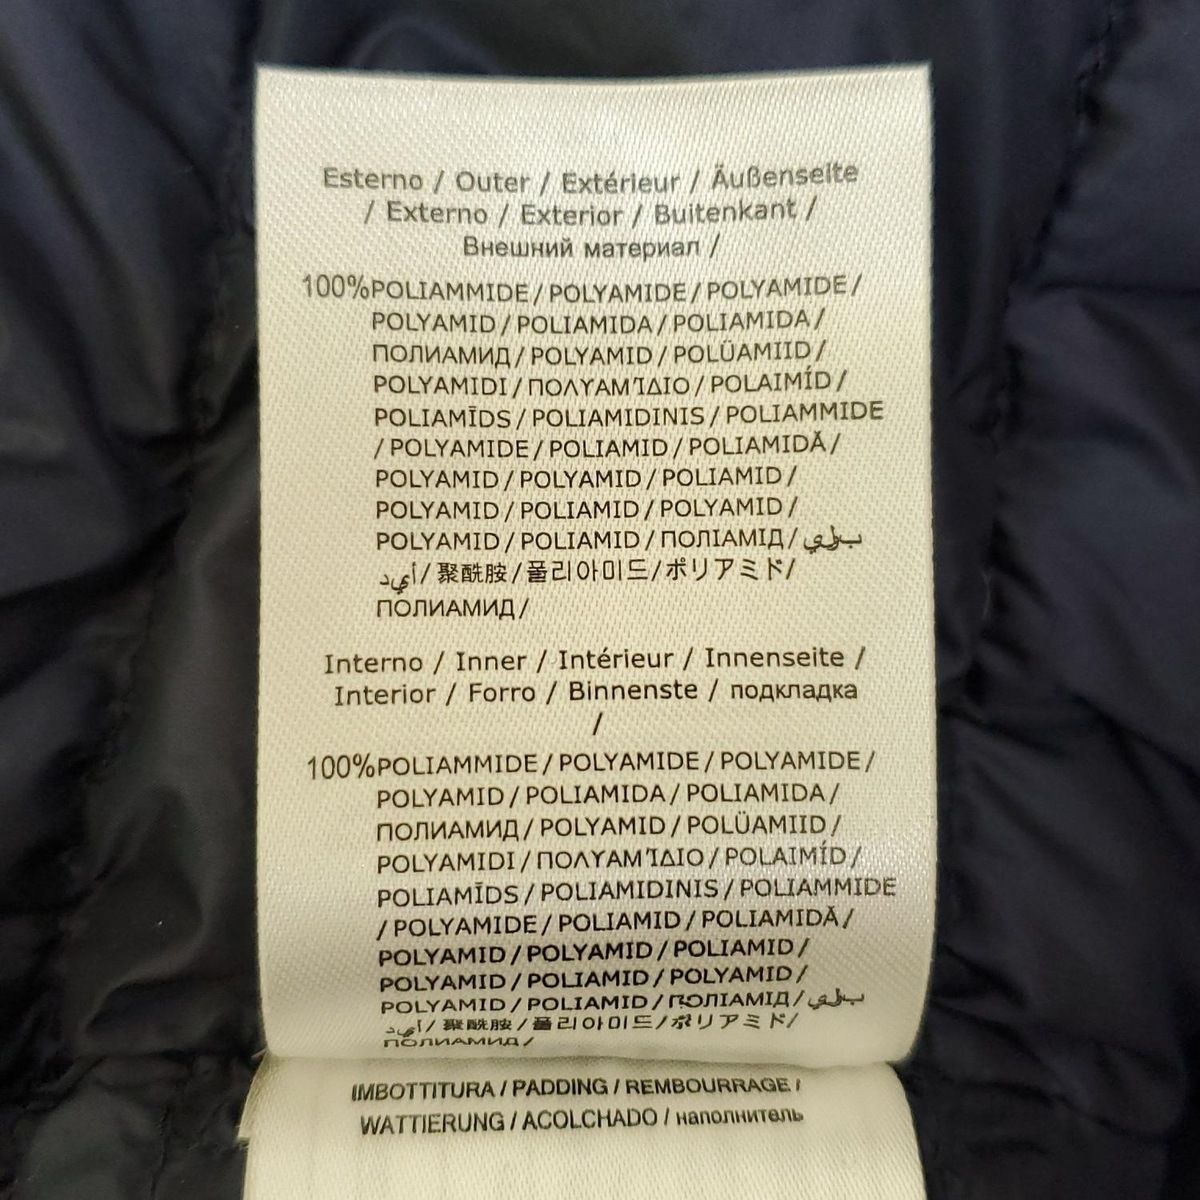 Esterno / Outer / Extérieur / Äußenseite
/ Externo / Exterior / Buitenkant /
Внешний материал /
100%POLIAMMIDE / POLYAMIDE / POLYAMIDE /
POLYAMID / POLIAMIDA / POLIAMIDA /
ПОЛИАМИД / POLYAMID / POLÜAMIID /
POLYAMIDI / ΠΟΛΥΑΜΊΔΙΟ / POLAIMÍD /
POLIAMĪDS / POLIAMIDINIS / POLIAMMIDE
/ POLYAMIDE / POLIAMID / POLIAMIDĂ /
POLYAMID / POLYAMID / POLIAMID /
POLYAMID / POLIAMID / POLYAMID /
POLYAMID / POLIAMID / ПОЛІАМІД / بولي
أميد / 聚酰胺 / 폴리아미드 / ポリアミド /
ПОЛИАМИД /
Interno / Inner / Intérieur / Innenseite /
Interior / Forro / Binnenste / подкладка
/
100%POLIAMMIDE / POLYAMIDE / POLYAMIDE /
POLYAMID / POLIAMIDA / POLIAMIDA /
ПОЛИАМИД / POLYAMID / POLÜAMIID /
POLYAMIDI / ΠΟΛΥΑΜΊΔΙΟ / POLAIMÍD /
POLIAMĪDS / POLIAMIDINIS / POLIAMMIDE
/ POLYAMIDE / POLIAMID / POLIAMIDĂ /
POLYAMID / POLYAMID / POLIAMID /
POLYAMID / POLIAMID / POLYAMID /
POLYAMID / POLIAMID / ПОЛІАМІД / بولي
أميد / 聚酰胺 / 폴리아미드 / ポリアミド /
ПОЛИАМИД /
IMBOTTITURA / PADDING / REMBOURRAGE /
WATTIERUNG / ACOLCHADO / наполнитель